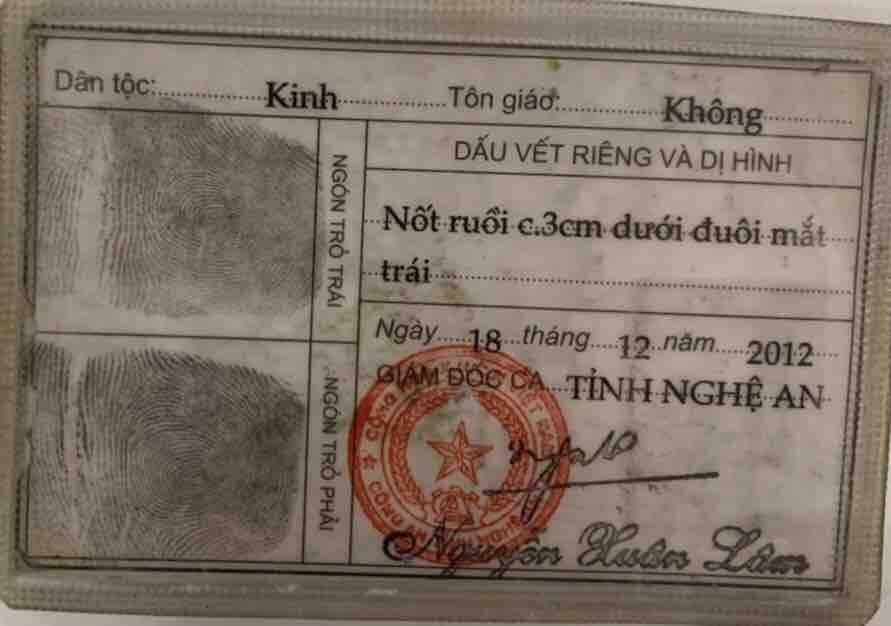 Dân tộc: Kinh Tôn giáo: Không
NGÓN TRỎ TRÁI
DẤU VẾT RIÊNG VÀ DỊ HÌNH
Nốt ruồi c.3cm dưới đuôi mắt
trái
NGÓN TRỎ PHẢI
Ngày 18 tháng 12 năm 2012
GIÁM ĐỐC CA TỈNH NGHỆ AN
Nguyễn Xuân Lâm